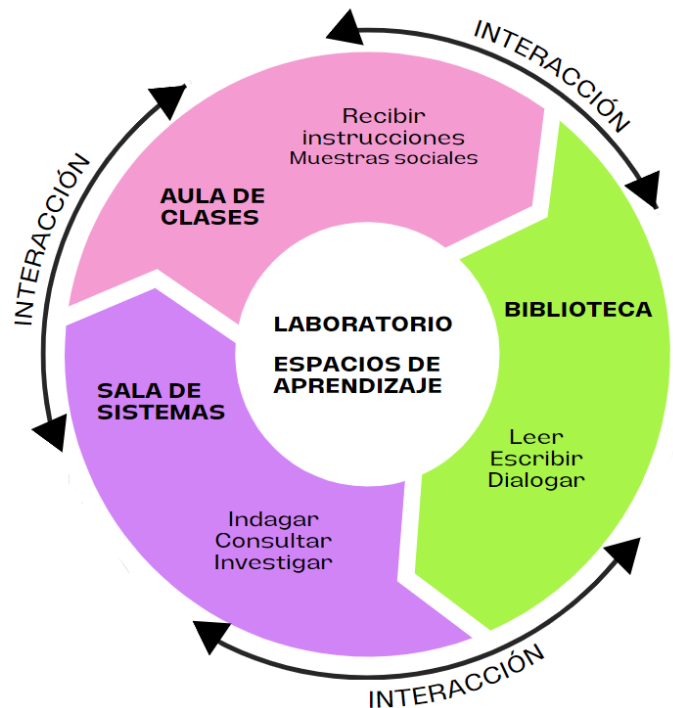 INTERACCIÓN
Recibir
instrucciones
Muestras sociales
AULA DE
CLASES
INTERACCIÓN
LABORATORIO
ESPACIOS DE
APRENDIZAJE
BIBLIOTECA
Leer
Escribir
Dialogar
SALA DE
SISTEMAS
Indagar
Consultar
Investigar
INTERACCIÓN